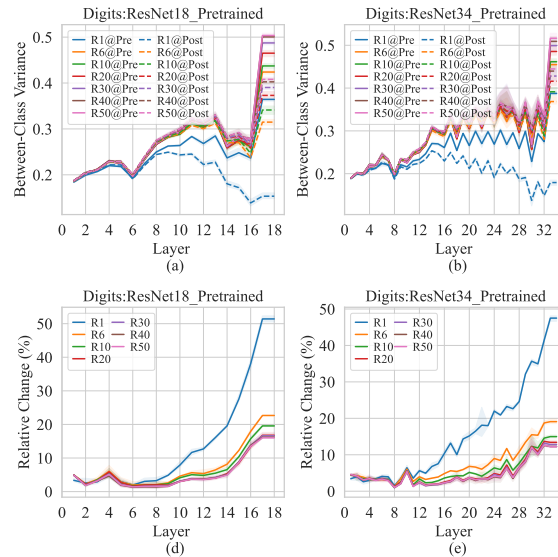 Digits:ResNet18_Pretrained
Between-Class Variance
0.5
0.4
0.3
0.2
R1@Pre R1@Post
R6@Pre R6@Post
R10@Pre R10@Post
R20@Pre R20@Post
R30@Pre R30@Post
R40@Pre R40@Post
R50@Pre R50@Post
0 2 4 6 8 10 12 14 16 18
Layer
(a)
Digits:ResNet34_Pretrained
Between-Class Variance
0.5
0.4
0.3
0.2
R1@Pre R1@Post
R6@Pre R6@Post
R10@Pre R10@Post
R20@Pre R20@Post
R30@Pre R30@Post
R40@Pre R40@Post
R50@Pre R50@Post
0 4 8 12 16 20 24 28 32
Layer
(b)
Digits:ResNet18_Pretrained
Relative Change (%)
50
40
30
20
10
0
R1 R30
R6 R40
R10 R50
R20
0 2 4 6 8 10 12 14 16 18
Layer
(d)
Digits:ResNet34_Pretrained
Relative Change (%)
50
40
30
20
10
0
R1 R30
R6 R40
R10 R50
R20
0 4 8 12 16 20 24 28 32
Layer
(e)